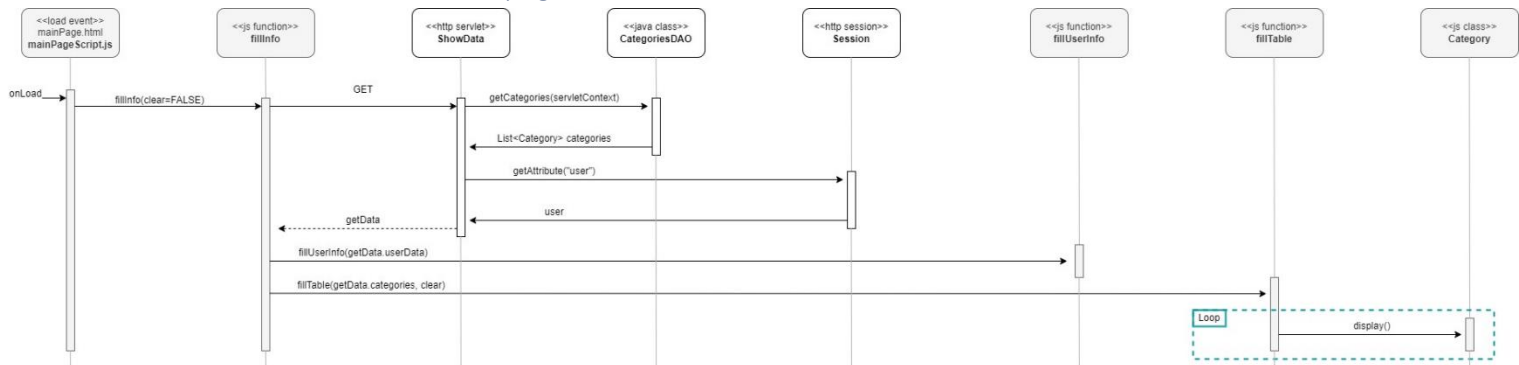 <<load event>>
mainPage.html
mainPageScript.js
<<js function>>
fillInfo
<<http servlet>>
ShowData
<<java class>>
CategoriesDAO
<<http session>>
Session
<<js function>>
fillUserInfo
<<js function>>
fillTable
<<js class>>
Category
onLoad
fillInfo(clear=FALSE)
GET
getCategories(servletContext)
List<Category> categories
getAttribute("user")
user
getData
fillUserInfo(getData.userData)
fillTable(getData.categories, clear)
Loop
display()